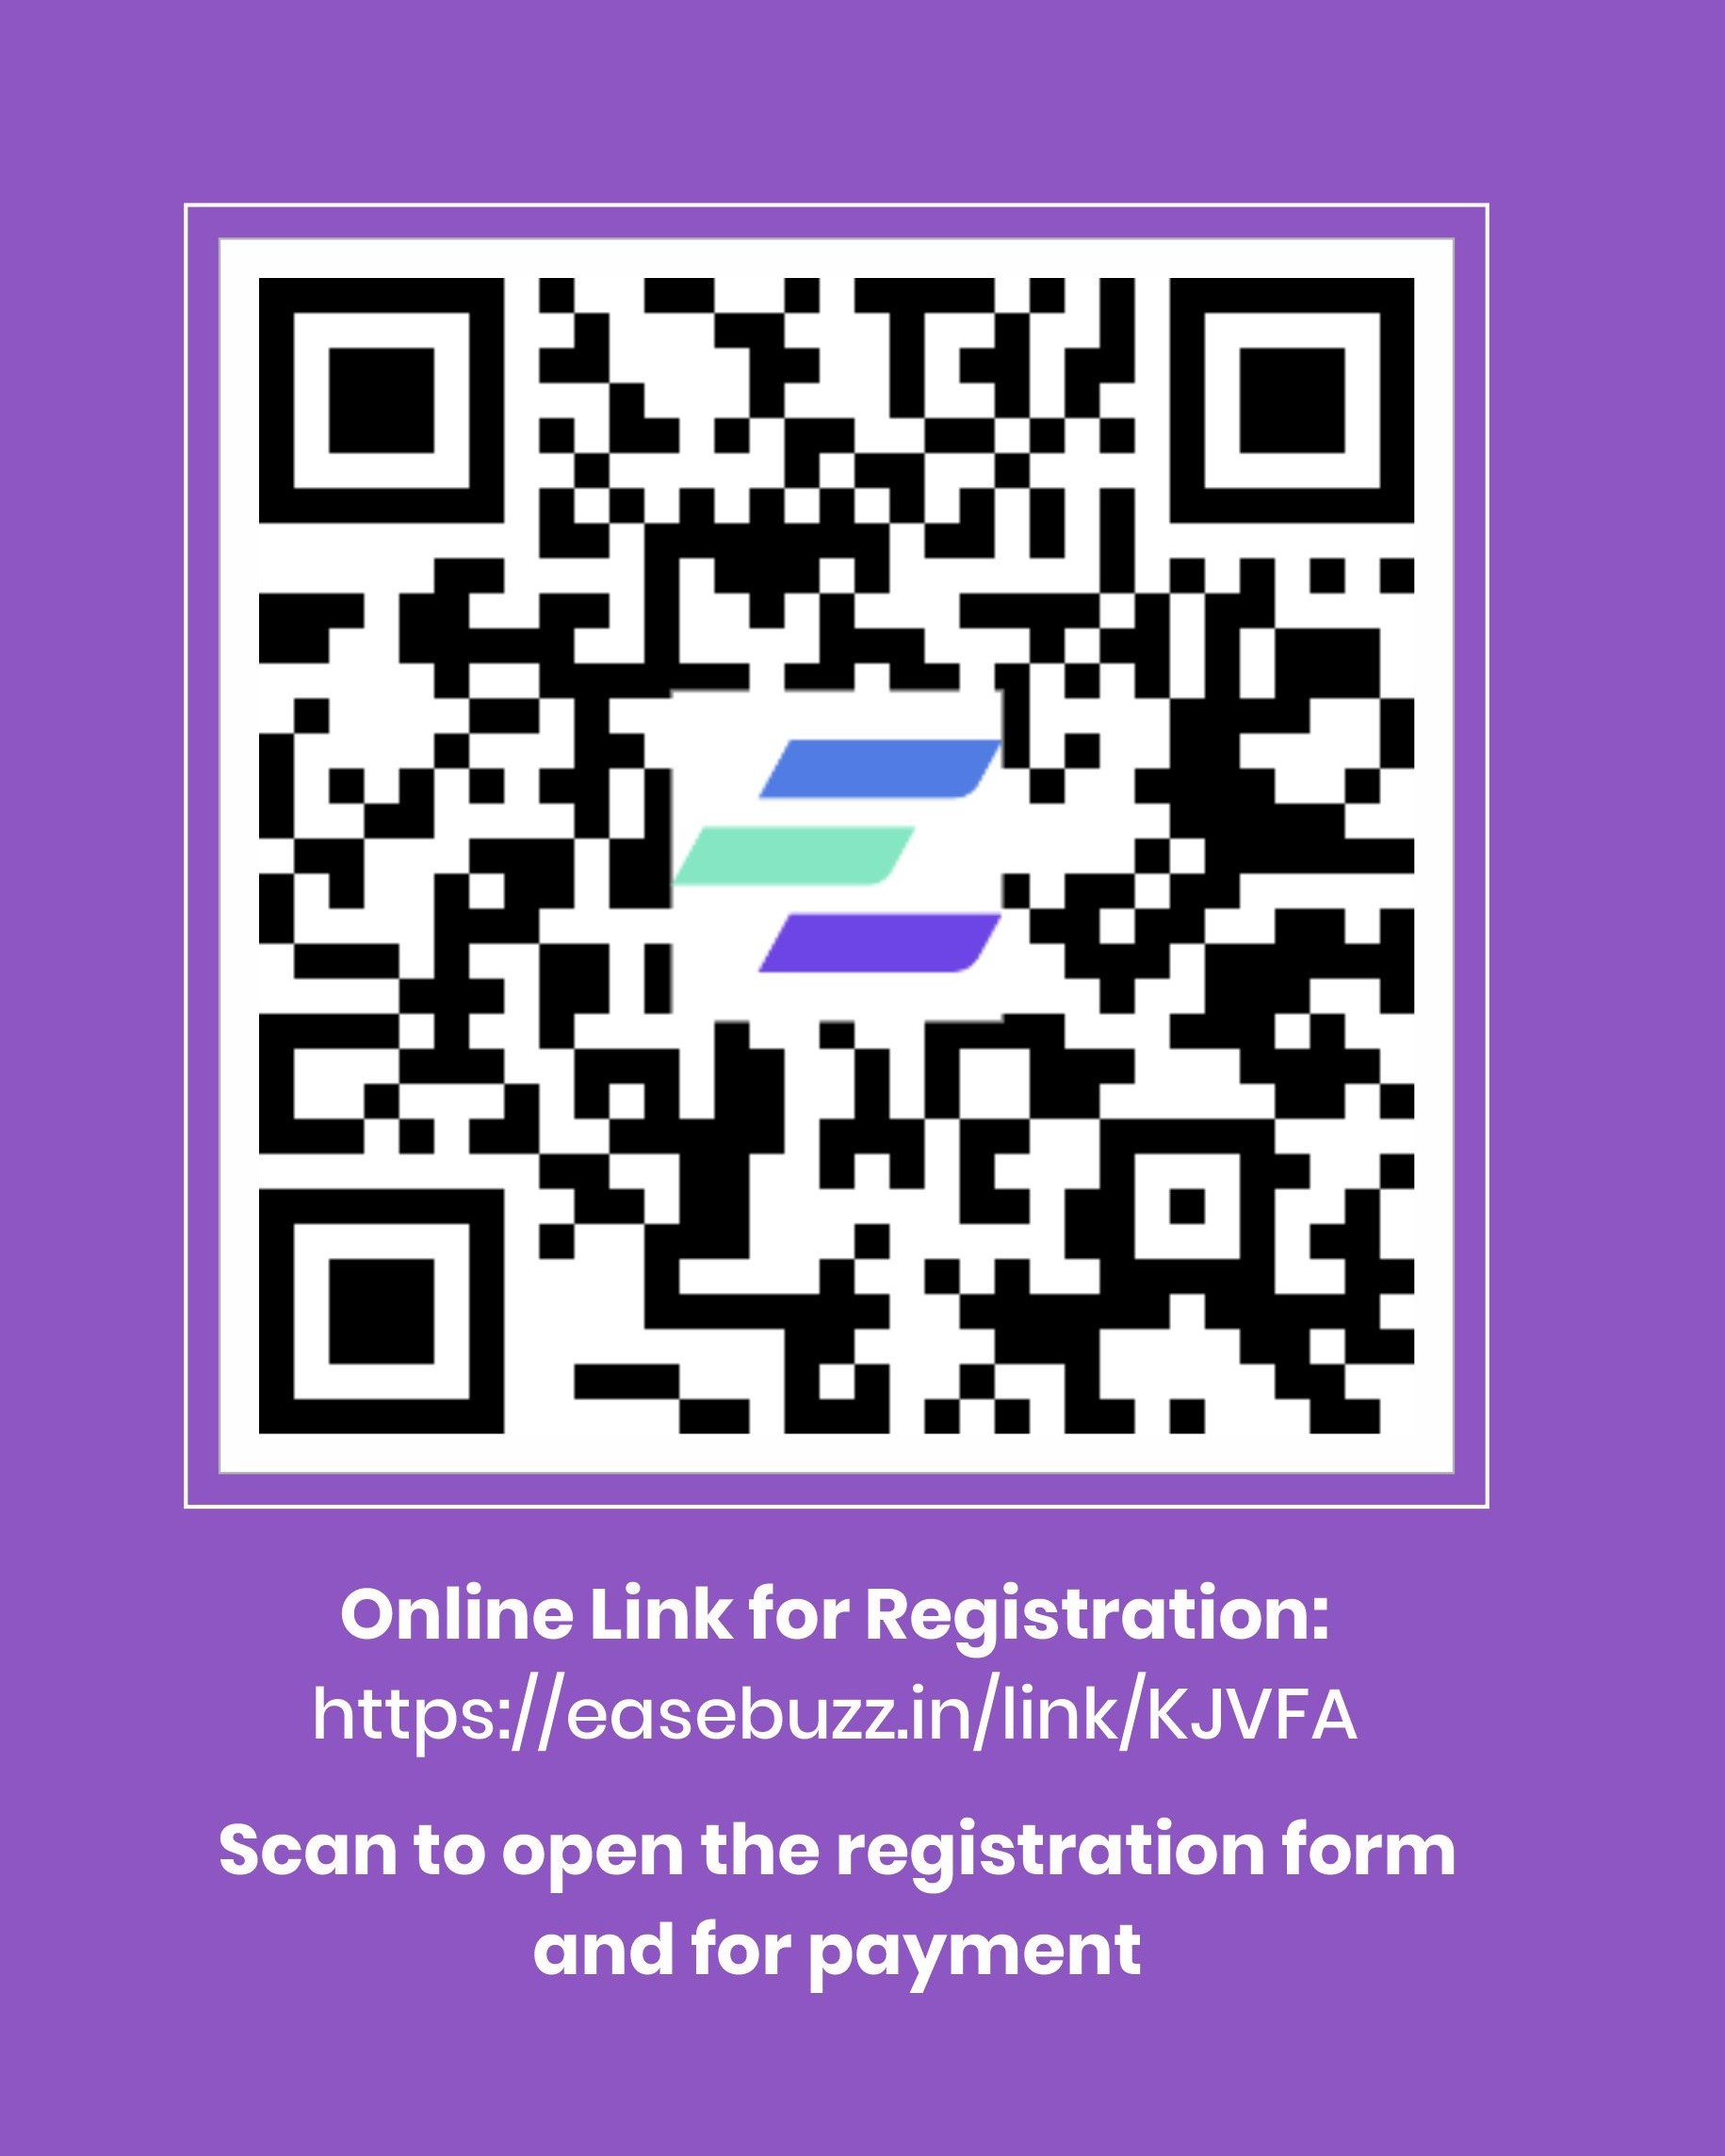 Online Link for Registration:
https://easebuzz.in/link/KJVFA
Scan to open the registration form
and for payment